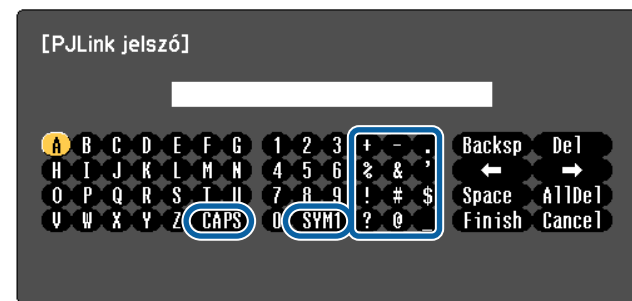 [PJLink jelszó]
A B C D E F G 1 2 3 + - . Backsp Del
H I J K L M N 4 5 6 % & ' ← →
O P Q R S T U 7 8 9 ! # $ Space AllDel
V W X Y Z CAPS 0 SYM1 ? @ _ Finish Cancel